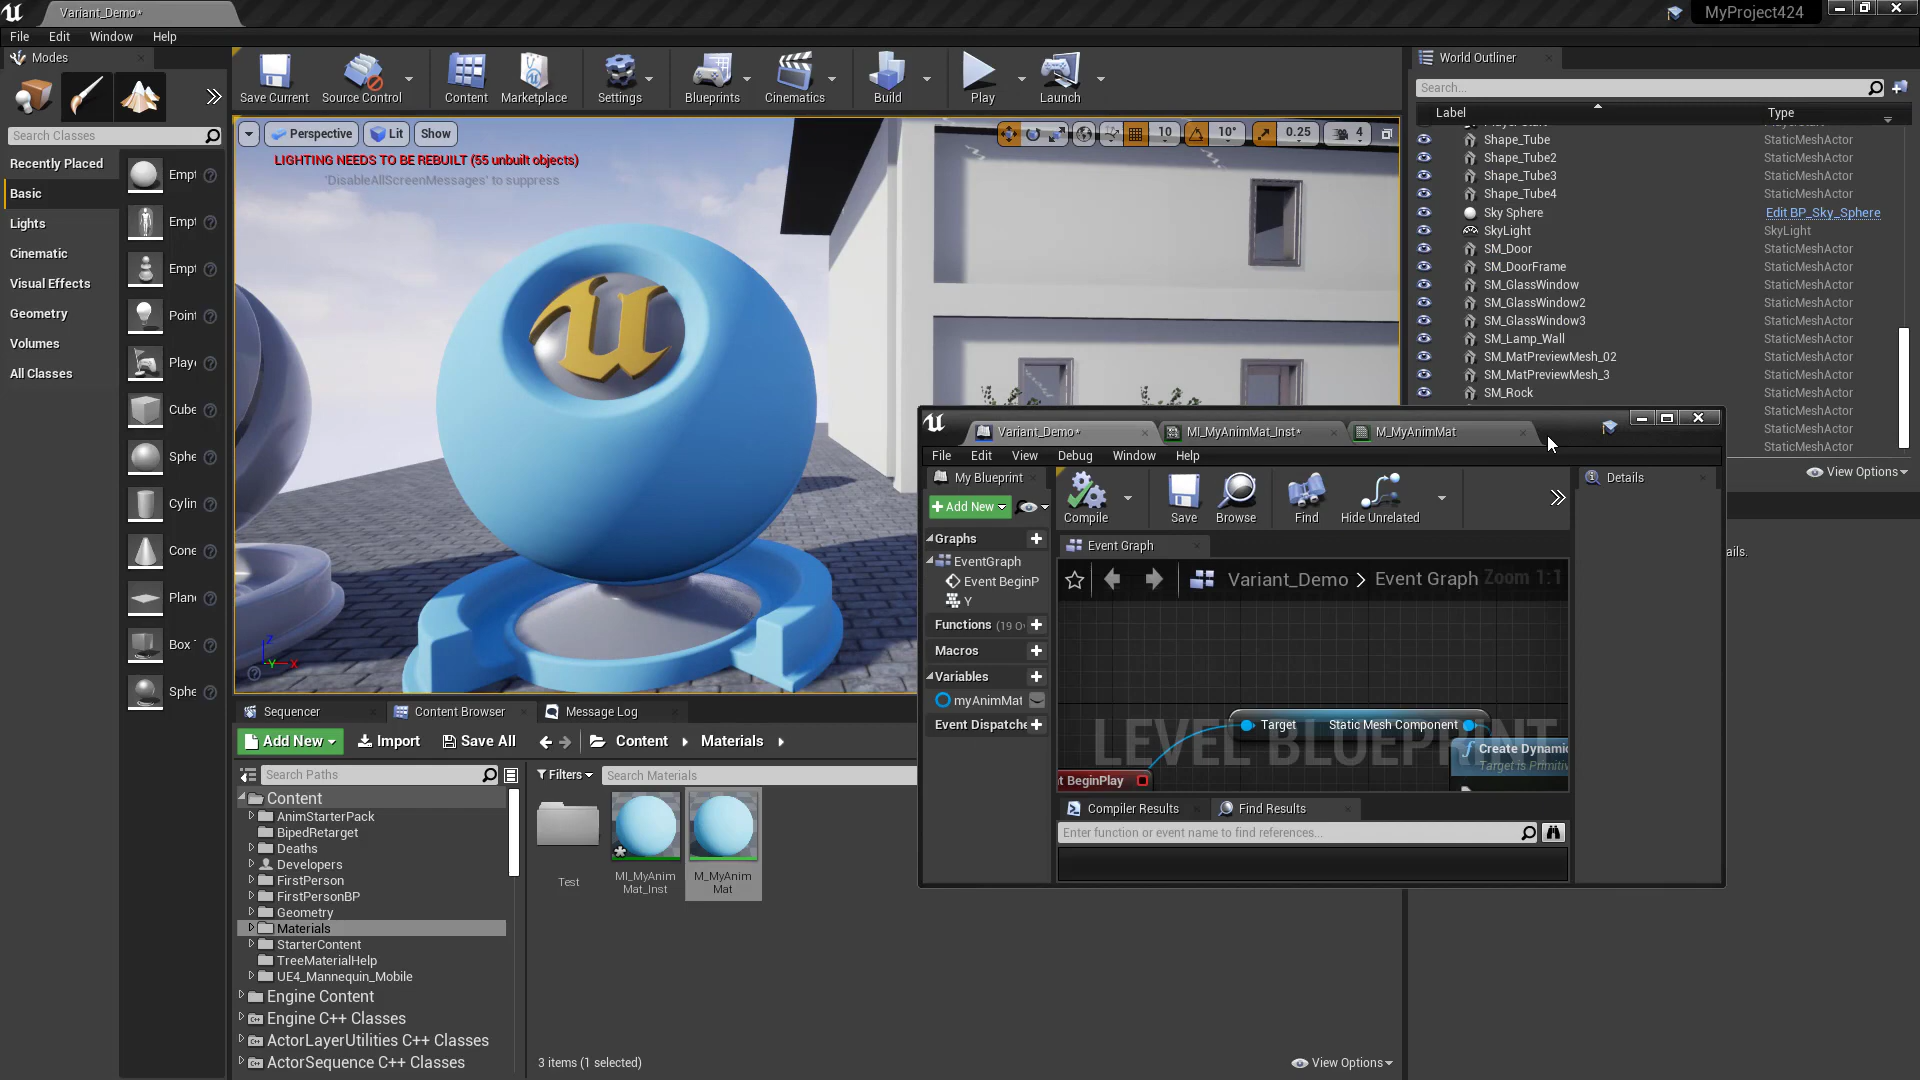 Variant_Demo*
MyProject424
File Edit Window Help
Modes
World Outliner
Save Current
Source Control
Content
Marketplace
Settings
Blueprints
Cinematics
Build
Play
Launch
Search...
Label Type
Search Classes
Recently Placed
Basic
Lights
Cinematic
Visual Effects
Geometry
Volumes
All Classes
Empt
Empt
Empt
Point
Playe
Cube
Sphe
Cylin
Cone
Plan
Box
Sphe
Perspective Lit Show
10 10° 0.25 4
LIGHTING NEEDS TO BE REBUILT (55 unbuilt objects)
'DisableAllScreenMessages' to suppress
Z Y X
Shape_Tube StaticMeshActor
Shape_Tube2 StaticMeshActor
Shape_Tube3 StaticMeshActor
Shape_Tube4 StaticMeshActor
Sky Sphere Edit BP_Sky_Sphere
SkyLight SkyLight
SM_Door StaticMeshActor
SM_DoorFrame StaticMeshActor
SM_GlassWindow StaticMeshActor
SM_GlassWindow2 StaticMeshActor
SM_GlassWindow3 StaticMeshActor
SM_Lamp_Wall StaticMeshActor
SM_MatPreviewMesh_02 StaticMeshActor
SM_MatPreviewMesh_3 StaticMeshActor
SM_Rock StaticMeshActor
StaticMeshActor
StaticMeshActor
StaticMeshActor
View Options
ails.
Variant_Demo* MI_MyAnimMat_Inst* M_MyAnimMat
File Edit View Debug Window Help
My Blueprint
Add New
Compile
Save
Browse
Find
Hide Unrelated
Details
Graphs
EventGraph
Event BeginP
Y
Functions (19 O
Macros
Variables
myAnimMat
Event Dispatche
Event Graph
Variant_Demo > Event Graph Zoom 1:1
Target Static Mesh Component
LEVEL BLUEPRINT
Create Dynamic
Target is Primitiv
t BeginPlay
Compiler Results Find Results
Enter function or event name to find references...
Sequencer Content Browser Message Log
Add New Import Save All Content Materials
Search Paths
Filters Search Materials
Content
AnimStarterPack
BipedRetarget
Deaths
Developers
FirstPerson
FirstPersonBP
Geometry
Materials
StarterContent
TreeMaterialHelp
UE4_Mannequin_Mobile
Engine Content
Engine C++ Classes
ActorLayerUtilities C++ Classes
ActorSequence C++ Classes
Test
MI_MyAnim
Mat_Inst
M_MyAnim
Mat
3 items (1 selected)
View Options